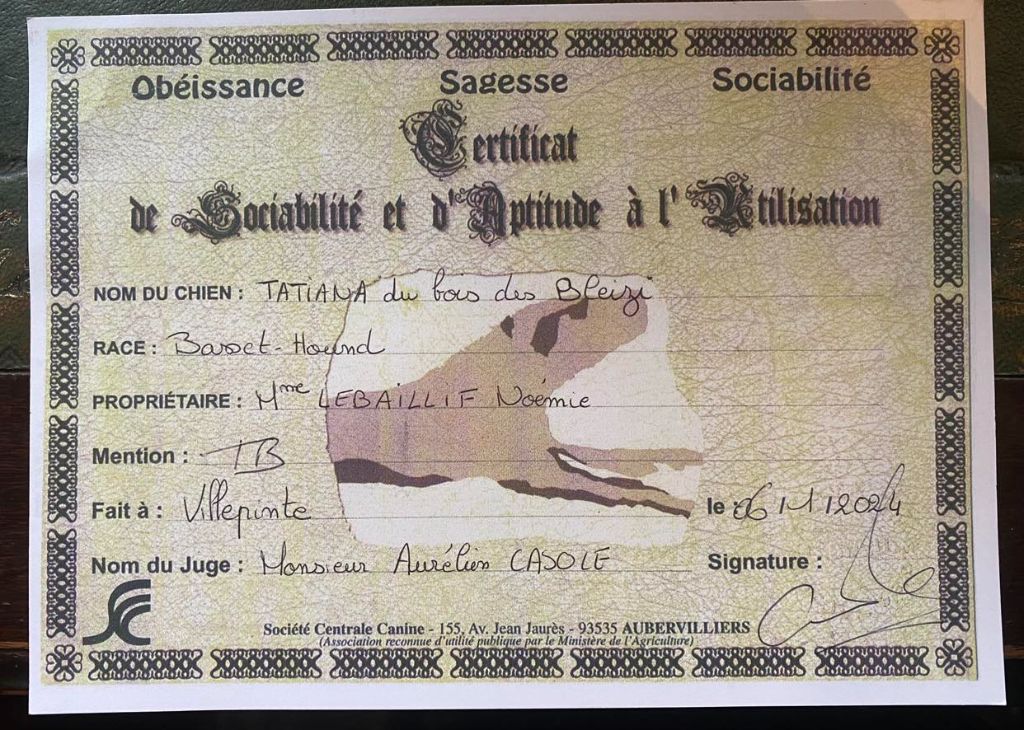 Obéissance Sagesse Sociabilité
Certificat
de Sociabilité et d'Aptitude à l'Utilisation
NOM DU CHIEN : TATIANA du bois des Bleizi
RACE : Basset-Hound
PROPRIÉTAIRE : Mme LEBAILLIF Noémie
Mention : TB
Fait à : Villepinte le : 06/11/2024
Nom du Juge : Monsieur Aurélien CASOLE Signature :
Société Centrale Canine - 155, Av. Jean Jaurès - 93535 AUBERVILLIERS
(Association reconnue d'utilité publique par le Ministère de l'Agriculture)